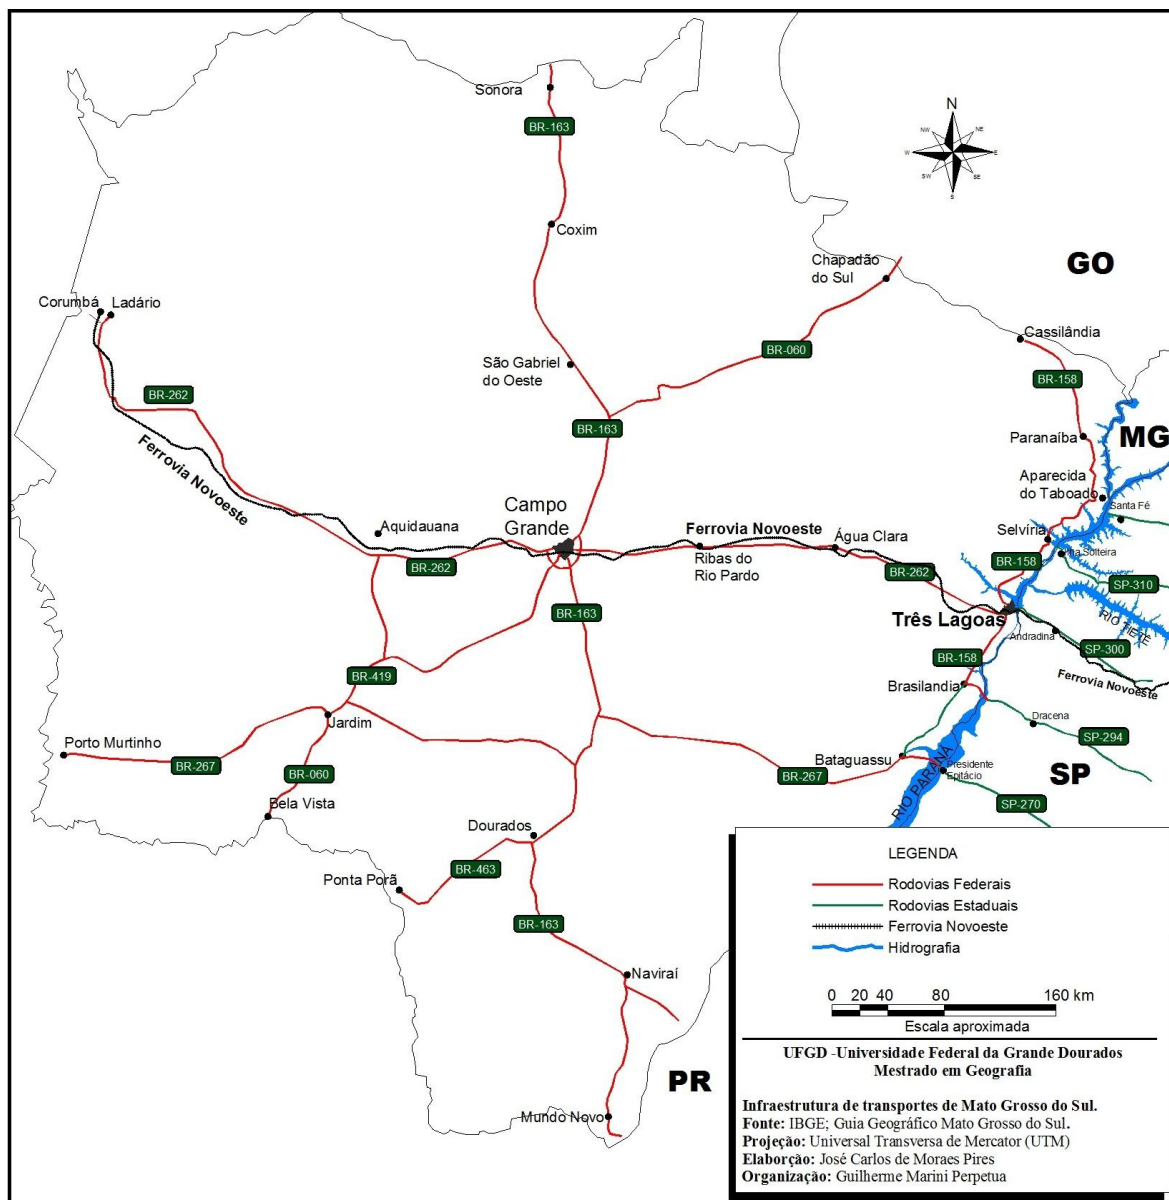 N
NW
NE
W
E
SW
SE
S
Sonora
BR-163
Coxim
Chapadão
do Sul
GO
Corumbá
Ladário
Cassilândia
BR-060
São Gabriel
do Oeste
BR-158
BR-262
BR-163
Paranaíba
MG
Ferrovia Novoeste
Aparecida
do Taboado
Santa Fé
Campo
Grande
Aquidauana
Ferrovia Novoeste
Água Clara
Selvíria
Ilha Solteira
Ribas do
Rio Pardo
BR-262
BR-262
BR-158
SP-310
BR-163
Três Lagoas
RIO TIETÊ
Andradina
SP-300
BR-158
BR-419
Brasilandia
Ferrovia Novoeste
Jardim
Dracena
SP-294
Porto Murtinho
BR-267
BR-060
Bataguassu
BR-267
Presidente
Epitácio
SP
RIO PARANÁ
SP-270
Bela Vista
Dourados
BR-463
Ponta Porã
BR-163
Naviraí
PR
Mundo Novo
LEGENDA
Rodovias Federais
Rodovias Estaduais
Ferrovia Novoeste
Hidrografia
0 20 40 80 160 km
Escala aproximada
UFGD -Universidade Federal da Grande Dourados
Mestrado em Geografia
Infraestrutura de transportes de Mato Grosso do Sul.
Fonte: IBGE; Guia Geográfico Mato Grosso do Sul.
Projeção: Universal Transversa de Mercator (UTM)
Elaborção: José Carlos de Moraes Pires
Organização: Guilherme Marini Perpetua